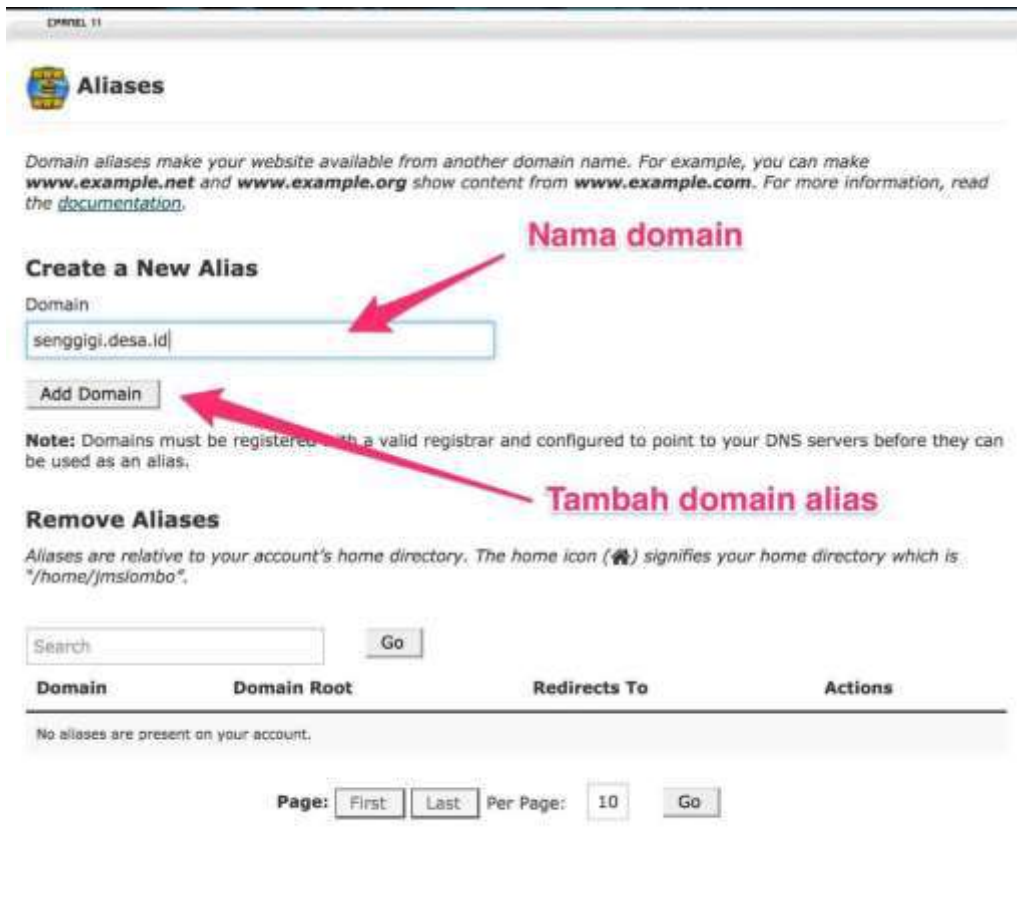 CPANEL 11
Aliases
Domain aliases make your website available from another domain name. For example, you can make
www.example.net and www.example.org show content from www.example.com. For more information, read
the documentation.
Nama domain
Create a New Alias
Domain
senggigi.desa.id
Add Domain
Note: Domains must be registered with a valid registrar and configured to point to your DNS servers before they can
be used as an alias.
Tambah domain alias
Remove Aliases
Aliases are relative to your account's home directory. The home icon () signifies your home directory which is
"/home/jmslombo".
Search Go
Domain Domain Root Redirects To Actions
No aliases are present on your account.
Page: First Last Per Page: 10 Go